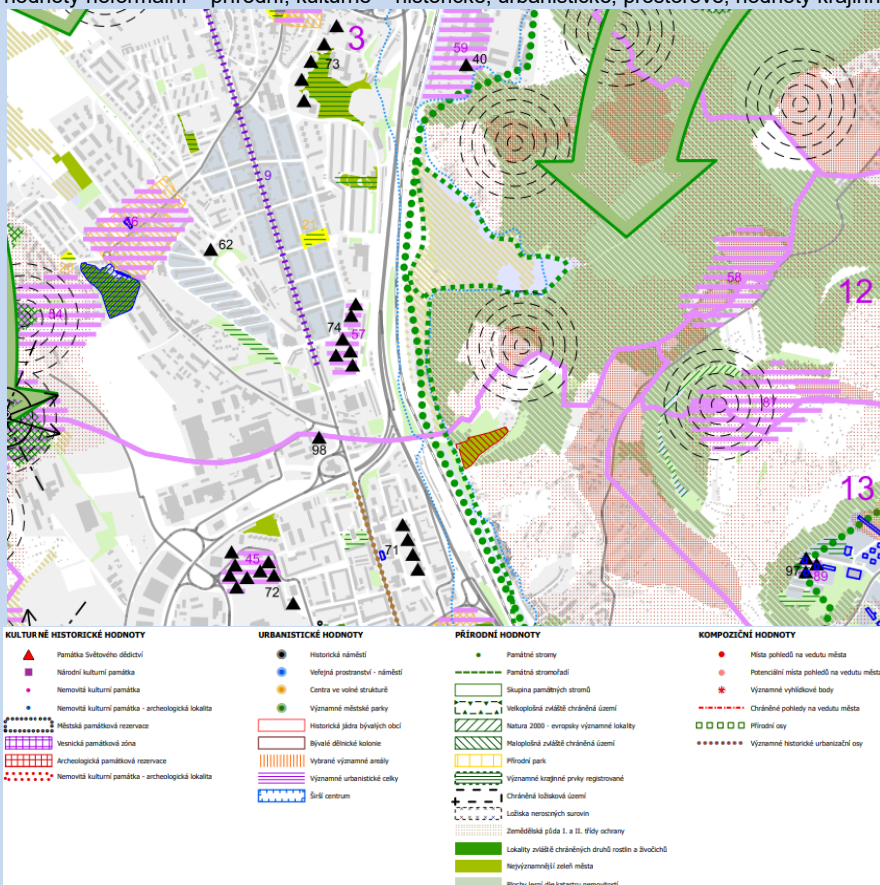 hodnoty neformální – přírodní, kulturně – historické, urbanistické, prostorové, hodnoty krajinn
3
73
59
40
9
62
74
57
58
12
54
98
13
71
45
72
97
89
KULTURNĚ HISTORICKÉ HODNOTY
Památka Světového dědictví
Národní kulturní památka
Nemovitá kulturní památka
Nemovitá kulturní památka - archeologická lokalita
Městská památková rezervace
Vesnická památková zóna
Archeologická památková rezervace
Nemovitá kulturní památka - archeologická lokalita
URBANISTICKÉ HODNOTY
Historická náměstí
Veřejná prostranství - náměstí
Centra ve volné struktuře
Významné městské parky
Historická jádra bývalých obcí
Bývalé dělnické kolonie
Vybrané významné areály
Významné urbanistické celky
Širší centrum
PŘÍRODNÍ HODNOTY
Památné stromy
Památná stromořadí
Skupina památných stromů
Velkoplošná zvláště chráněná území
Natura 2000 - evropsky významné lokality
Maloplošná zvláště chráněná území
Přírodní park
Významné krajinné prvky registrované
Chráněná ložisková území
Ložiska nerostných surovin
Zemědělská půda I. a II. třídy ochrany
Lokality zvláště chráněných druhů rostlin a živočichů
Nejvýznamnější zeleň města
Plochy lesní dle katastru nemovitostí
KOMPOZIČNÍ HODNOTY
Místa pohledů na vedutu města
Potenciální místa pohledů na vedutu města
Významné vyhlídkové body
Chráněné pohledy na vedutu města
Přírodní osy
Významné historické urbanizační osy